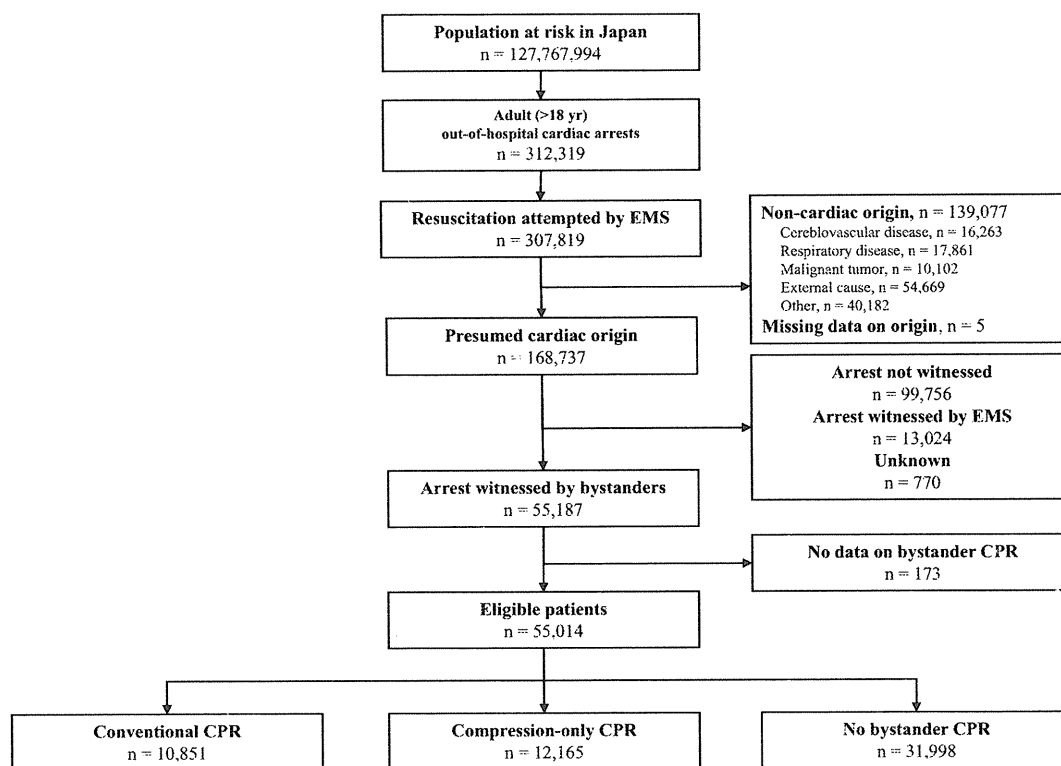 Population at risk in Japan
n = 127,767,994
Adult (>18 yr)
out-of-hospital cardiac arrests
n = 312,319
Resuscitation attempted by EMS
n = 307,819
Non-cardiac origin, n = 139,077
Cereblovascular disease, n = 16,263
Respiratory disease, n = 17,861
Malignant tumor, n = 10,102
External cause, n = 54,669
Other, n = 40,182
Missing data on origin, n = 5
Presumed cardiac origin
n = 168,737
Arrest not witnessed
n = 99,756
Arrest witnessed by EMS
n = 13,024
Unknown
n = 770
Arrest witnessed by bystanders
n = 55,187
No data on bystander CPR
n = 173
Eligible patients
n = 55,014
Conventional CPR
n = 10,851
Compression-only CPR
n = 12,165
No bystander CPR
n = 31,998